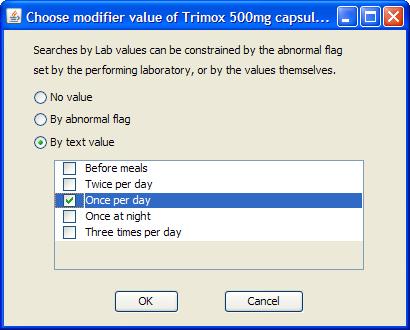 Choose modifier value of Trimox 500mg capsul...
Searches by Lab values can be constrained by the abnormal flag
set by the performing laboratory, or by the values themselves.
No value
By abnormal flag
By text value
Before meals
Twice per day
Once per day
Once at night
Three times per day
OK Cancel